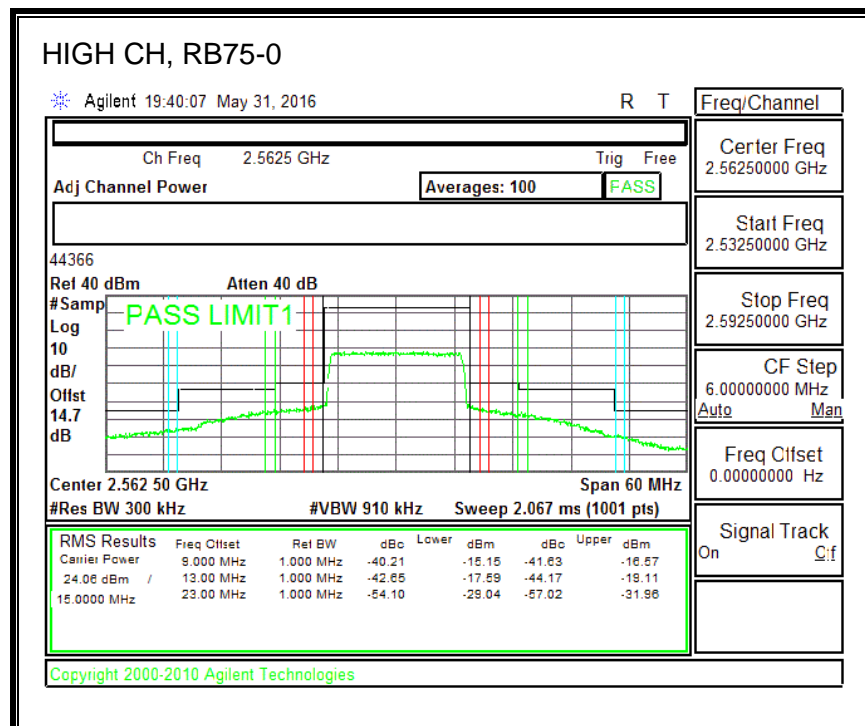 HIGH CH, RB75-0
Agilent 19:40:07 May 31, 2016 R T
Ch Freq 2.5625 GHz Trig Free
Adj Channel Power Averages: 100 PASS
44366
Ref 40 dBm Atten 40 dB
#Samp
Log
10
dB/
Offst
14.7
dB
PASS LIMIT1
Center 2.562 50 GHz Span 60 MHz
#Res BW 300 kHz #VBW 910 kHz Sweep 2.067 ms (1001 pts)
RMS Results Freq Offset Ref BW dBc Lower dBm dBc Upper dBm
Carrier Power 9.000 MHz 1.000 MHz -40.21 -15.15 -41.63 -16.57
24.06 dBm / 13.00 MHz 1.000 MHz -42.65 -17.59 -44.17 -19.11
15.0000 MHz 23.00 MHz 1.000 MHz -54.10 -29.04 -57.02 -31.96
Copyright 2000-2010 Agilent Technologies
Freq/Channel
Center Freq
2.56250000 GHz
Start Freq
2.53250000 GHz
Stop Freq
2.59250000 GHz
CF Step
6.00000000 MHz
Auto Man
Freq Offset
0.00000000 Hz
Signal Track
On Off